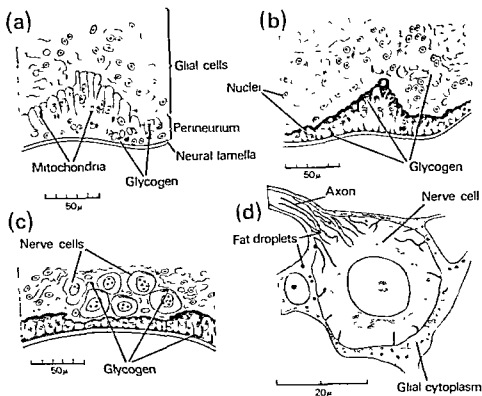 (a)
Glial cells
Perineurium
Neural lamella
Mitochondria
Glycogen
50μ
(b)
Nuclei
Glycogen
50μ
(c)
Nerve cells
Glycogen
50μ
(d)
Axon
Nerve cell
Fat droplets
20μ
Glial cytoplasm